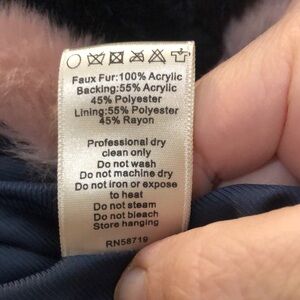 Faux Fur:100% Acrylic
Backing:55% Acrylic
45% Polyester
Lining:55% Polyester
45% Rayon
Professional dry
clean only
Do not wash
Do not machine dry
Do not iron or expose
to heat
Do not steam
Do not bleach
Store hanging
RN58719